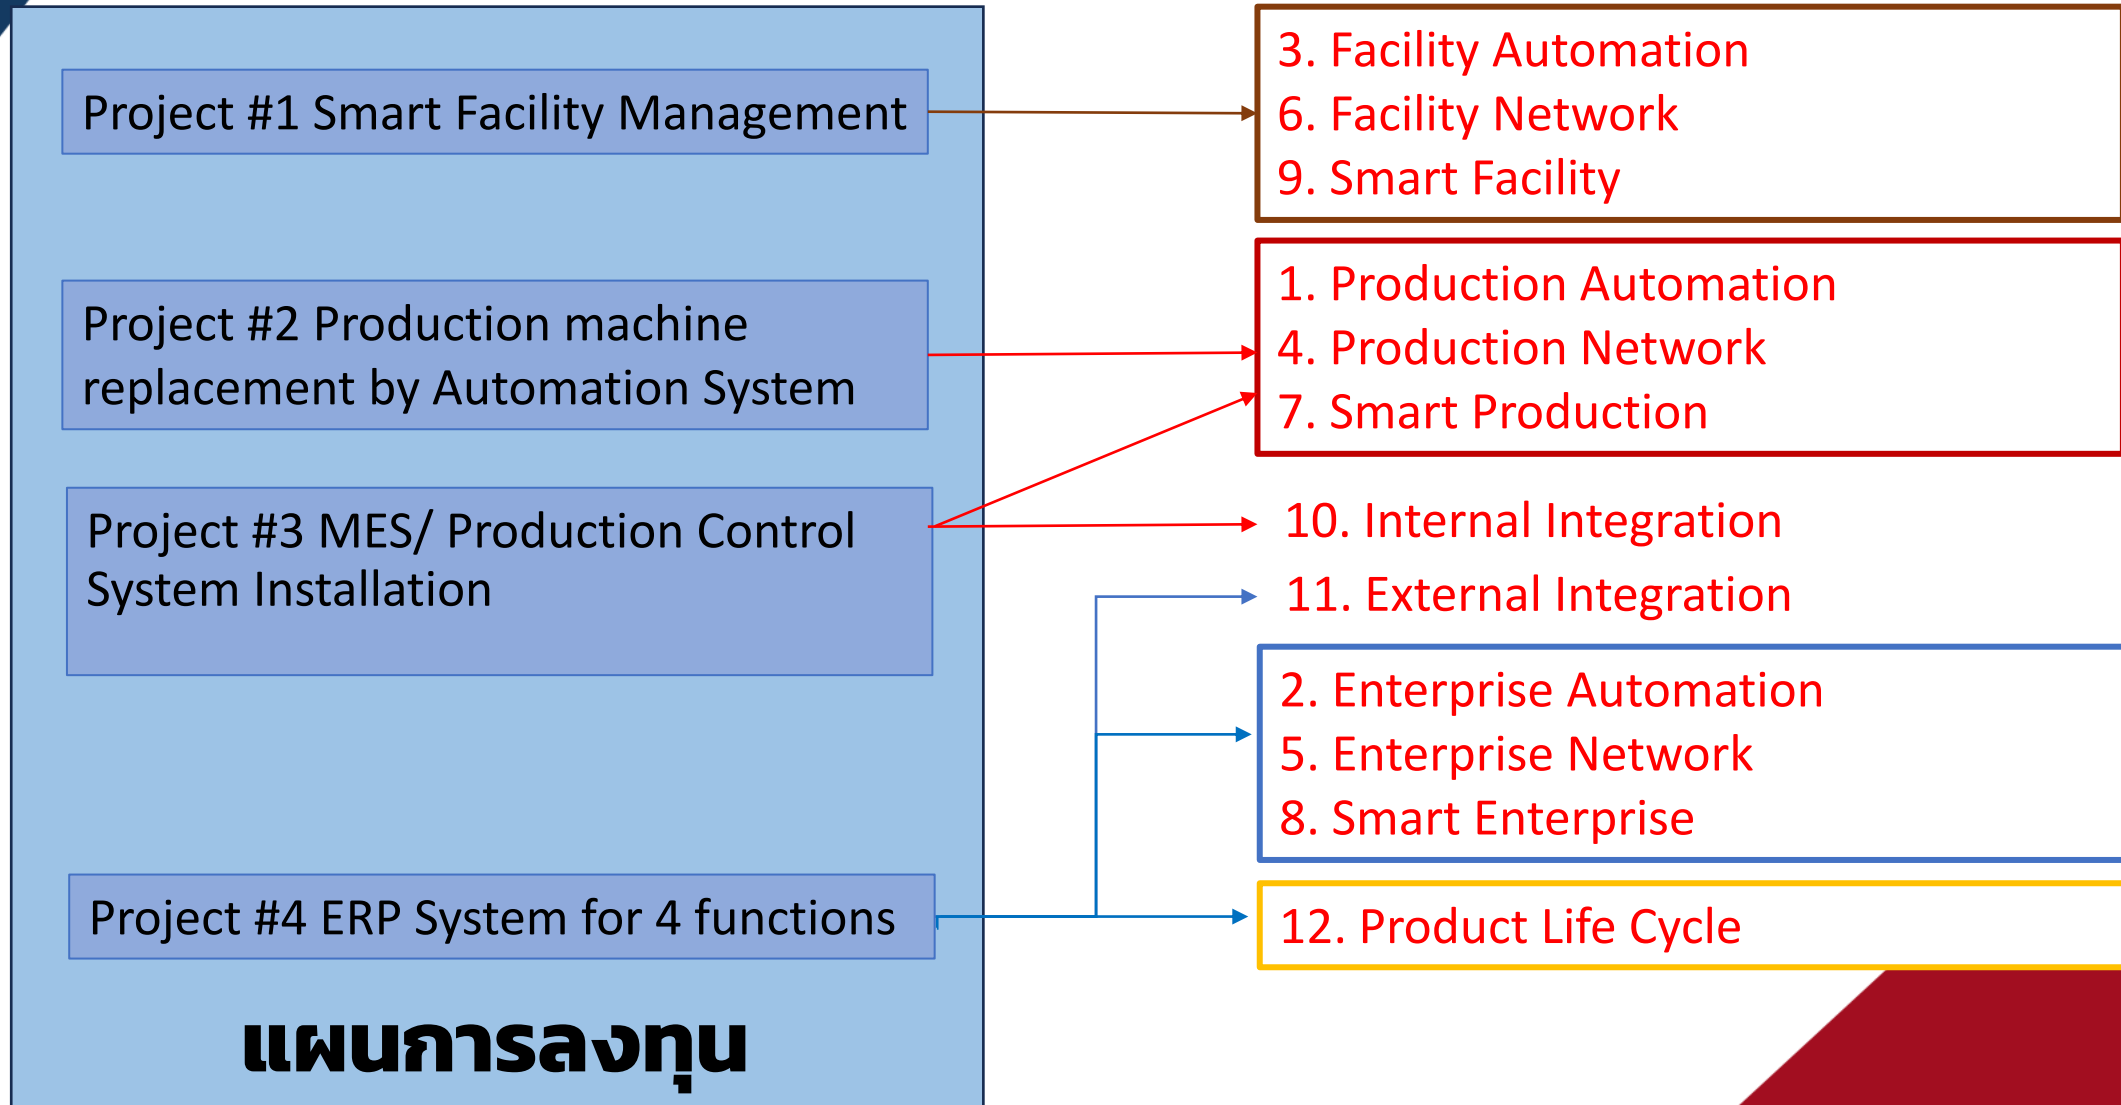 Project #1 Smart Facility Management
Project #2 Production machine
replacement by Automation System
Project #3 MES/ Production Control
System Installation
Project #4 ERP System for 4 functions
แผนการลงทุน
3. Facility Automation
6. Facility Network
9. Smart Facility
1. Production Automation
4. Production Network
7. Smart Production
10. Internal Integration
11. External Integration
2. Enterprise Automation
5. Enterprise Network
8. Smart Enterprise
12. Product Life Cycle